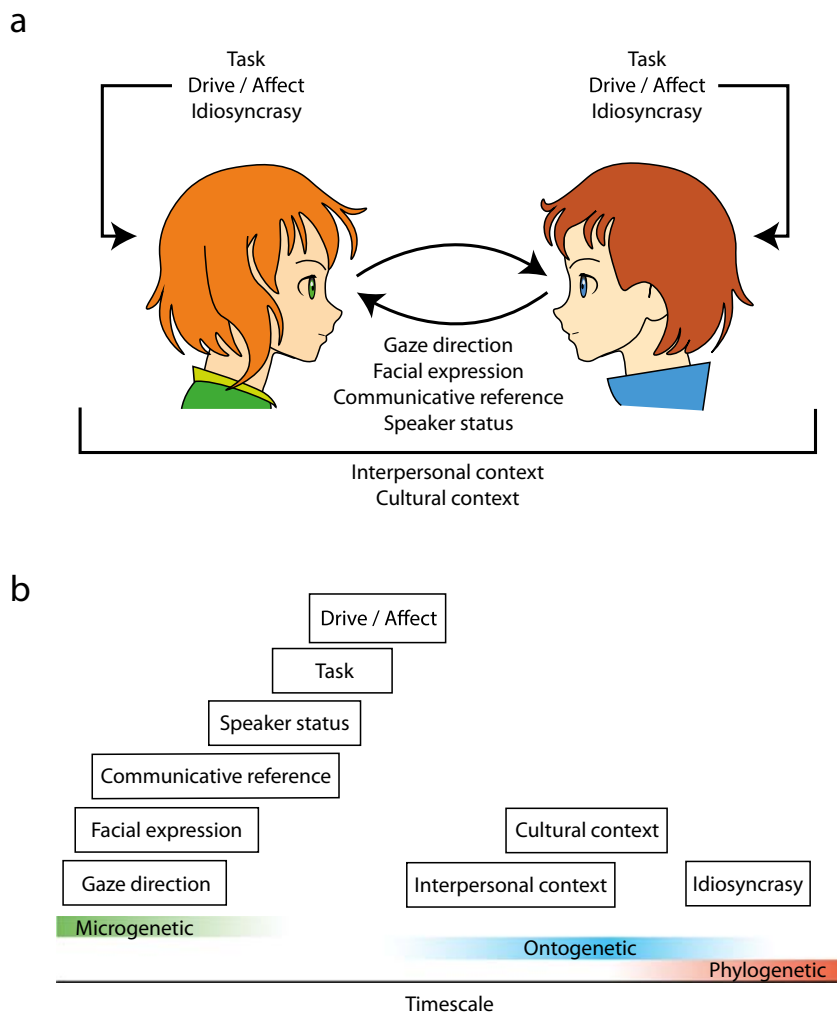 a
Task
Drive / Affect
Idiosyncrasy
Task
Drive / Affect
Idiosyncrasy
Gaze direction
Facial expression
Communicative reference
Speaker status
Interpersonal context
Cultural context
b
Drive / Affect
Task
Speaker status
Communicative reference
Facial expression
Cultural context
Gaze direction
Interpersonal context
Idiosyncrasy
Microgenetic
Ontogenetic
Phylogenetic
Timescale